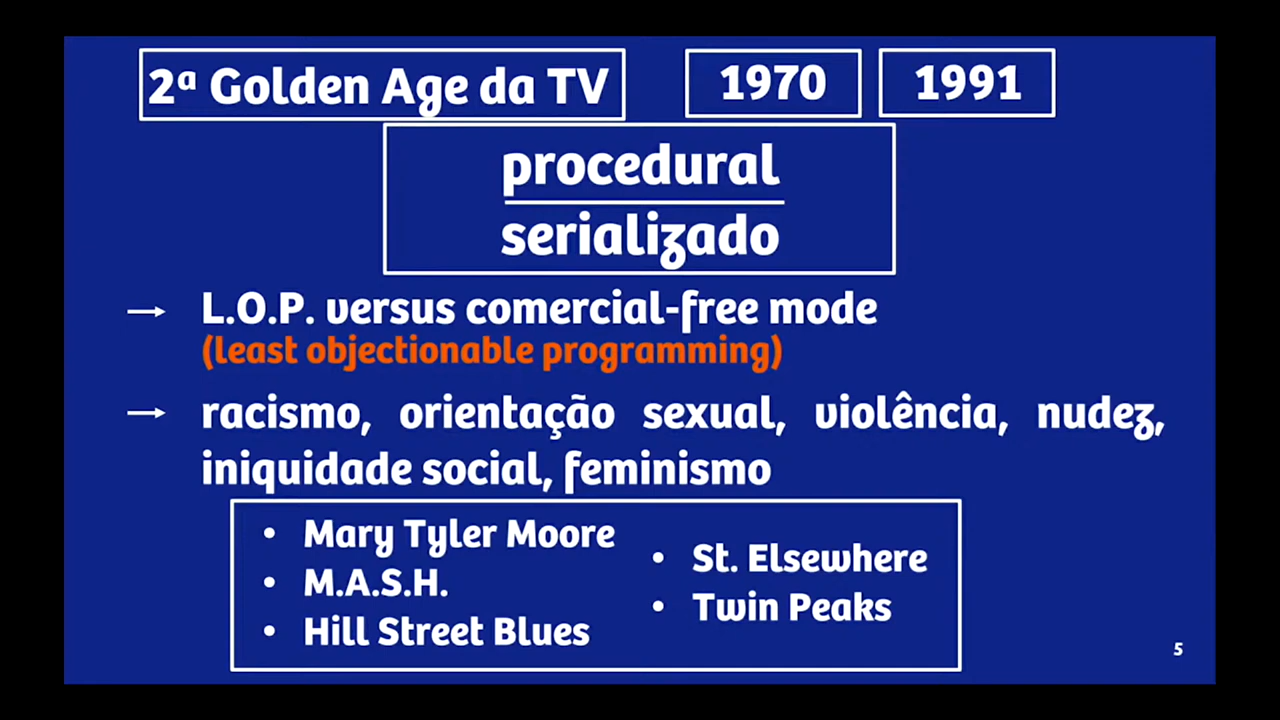 2ª Golden Age da TV
1970
1991
procedural
serializado
→ L.O.P. versus comercial-free mode
(least objectionable programming)
→ racismo, orientação sexual, violência, nudez,
iniquidade social, feminismo
• Mary Tyler Moore
• M.A.S.H.
• Hill Street Blues
• St. Elsewhere
• Twin Peaks
5